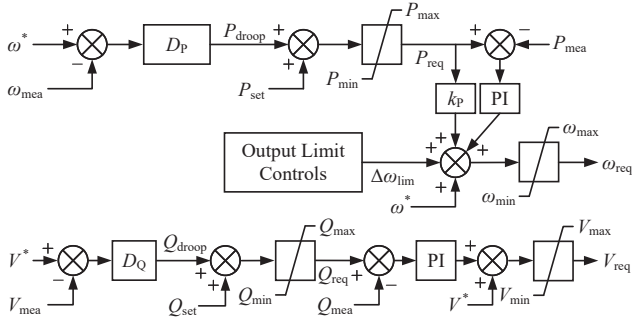 ω* + − D_P P_droop + + P_max P_req + − P_mea
ω_mea P_set P_min
k_P PI
Output Limit Controls Δω_lim + + + + ω_max ω_req
ω* ω_min
V* + − D_Q Q_droop + + Q_max Q_req + − PI + + V_max V_req
V_mea Q_set Q_min Q_mea V* V_min